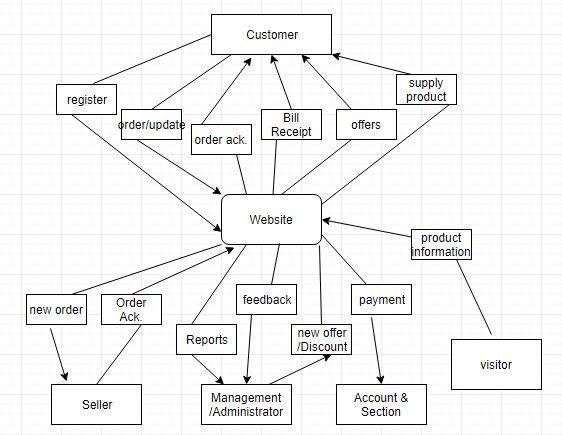 Customer
supply
product
register
order/update
Bill
Receipt
offers
order ack.
Website
product
information
new order
Order
Ack.
feedback
payment
Reports
new offer
/Discount
visitor
Seller
Management
/Administrator
Account &
Section